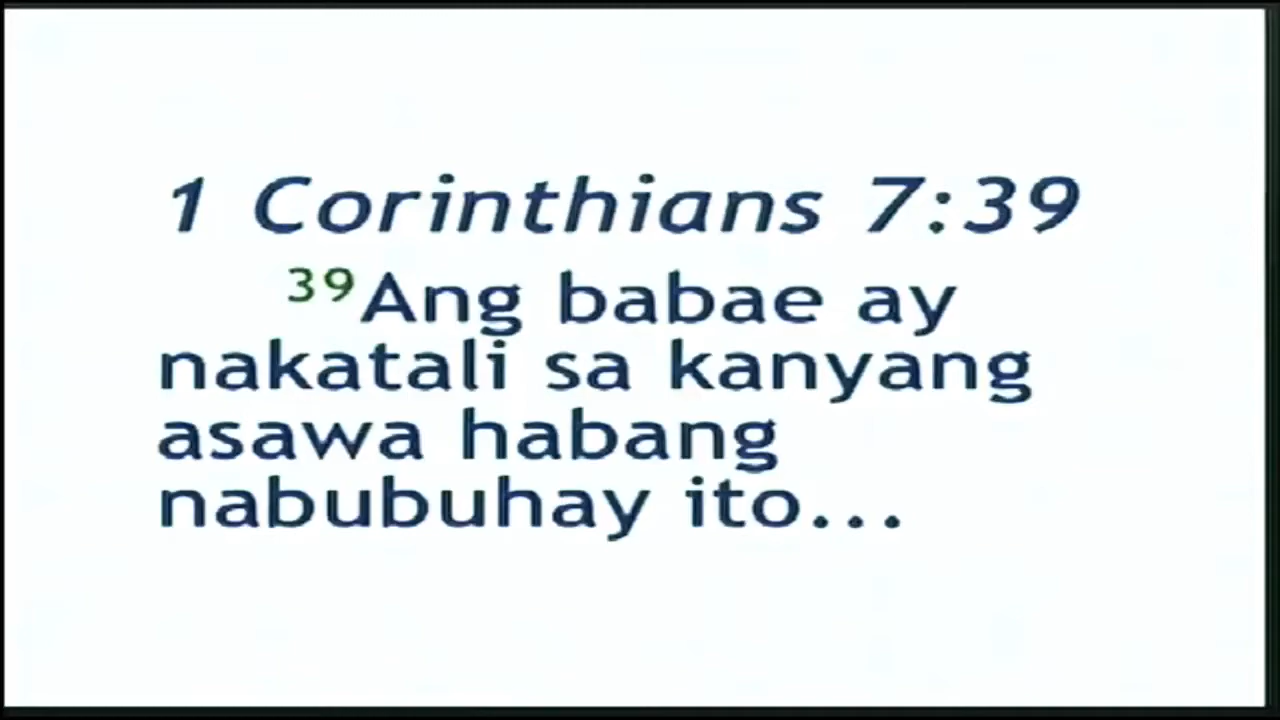 1 Corinthians 7:39
39Ang babae ay
nakatali sa kanyang
asawa habang
nabubuhay ito...